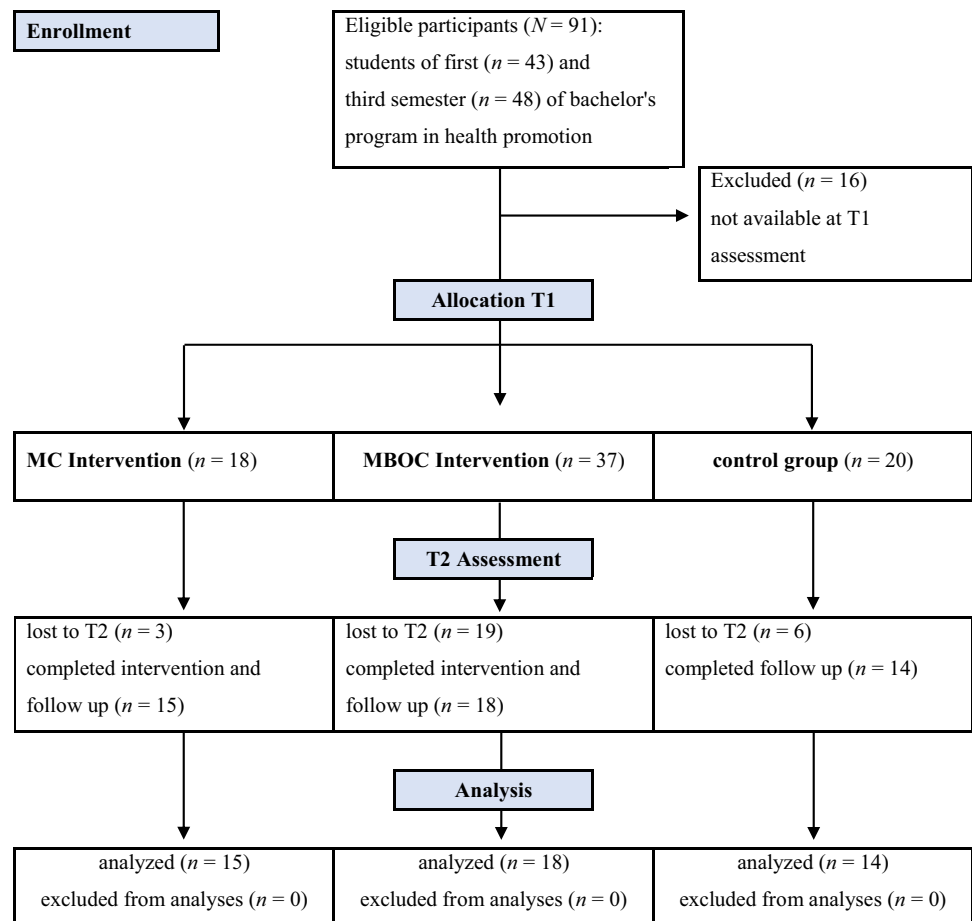 Enrollment
Eligible participants (N = 91):
students of first (n = 43) and
third semester (n = 48) of bachelor's
program in health promotion
Excluded (n = 16)
not available at T1
assessment
Allocation T1
MC Intervention (n = 18)
MBOC Intervention (n = 37)
control group (n = 20)
T2 Assessment
lost to T2 (n = 3)
completed intervention and
follow up (n = 15)
lost to T2 (n = 19)
completed intervention and
follow up (n = 18)
lost to T2 (n = 6)
completed follow up (n = 14)
Analysis
analyzed (n = 15)
excluded from analyses (n = 0)
analyzed (n = 18)
excluded from analyses (n = 0)
analyzed (n = 14)
excluded from analyses (n = 0)